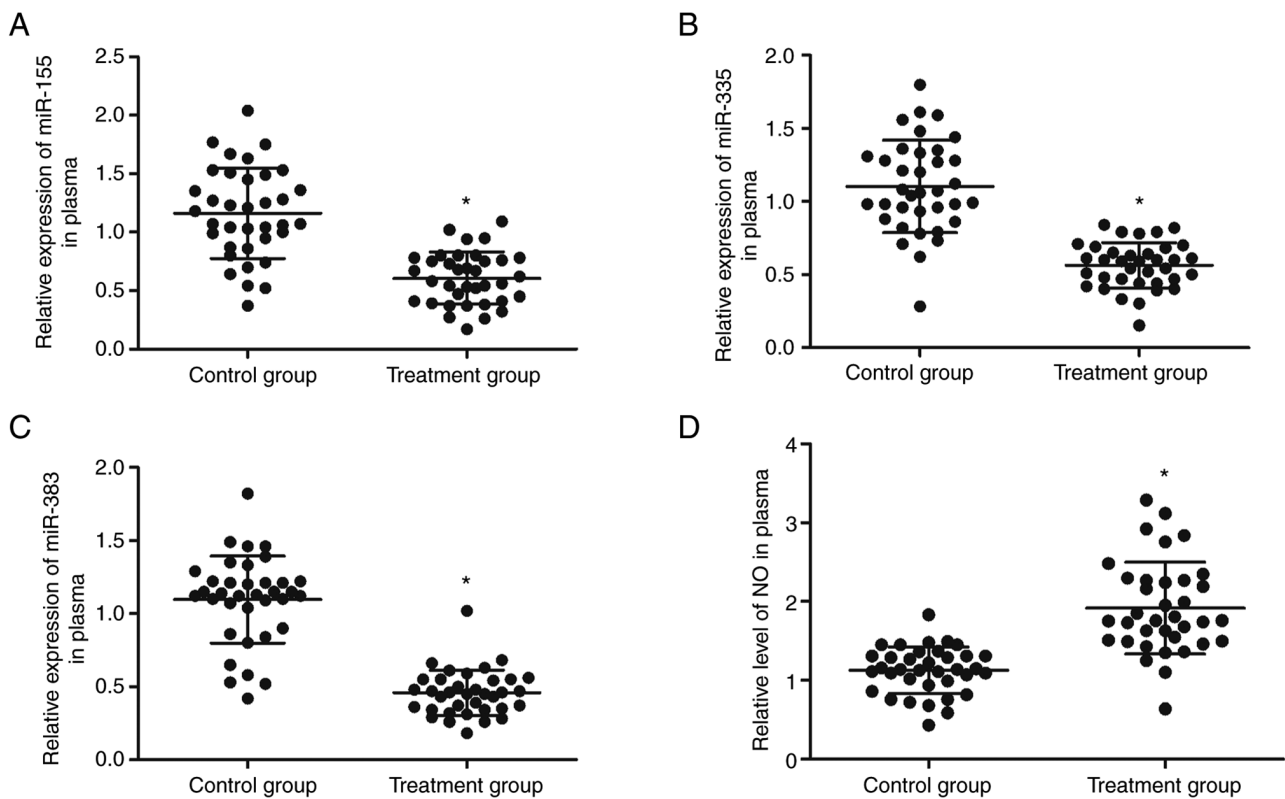 A
Relative expression of miR-155
in plasma
2.5
2.0
1.5
1.0
0.5
0.0
*
Control group
Treatment group
B
Relative expression of miR-335
in plasma
2.0
1.5
1.0
0.5
0.0
*
Control group
Treatment group
C
Relative expression of miR-383
in plasma
2.0
1.5
1.0
0.5
0.0
*
Control group
Treatment group
D
Relative level of NO in plasma
4
3
2
1
0
*
Control group
Treatment group